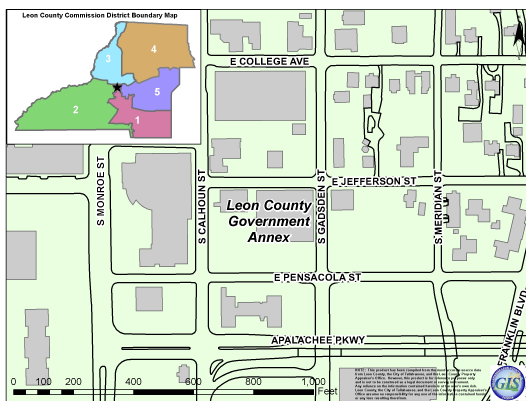 Leon County Commission District Boundary Map
3
4
2
5
1
E COLLEGE AVE
S MONROE ST
S CALHOUN ST
S GADSDEN ST
S MERIDIAN ST
E JEFFERSON ST
Leon County
Government
Annex
E PENSACOLA ST
APALACHEE PKWY
FRANKLIN BLVD
0 100 200 400 600 800 1,000
Feet
GIS